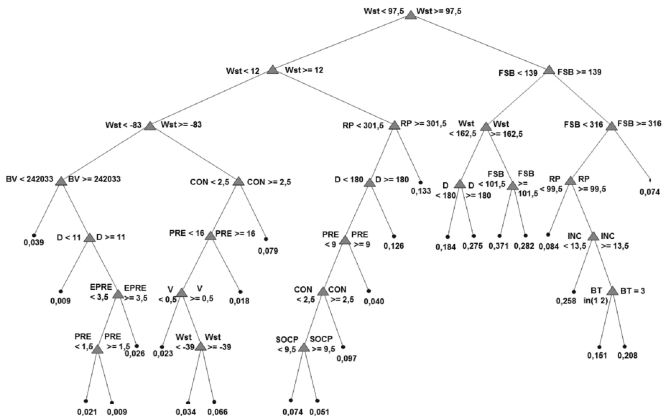 Wst < 97,5 Wst >= 97,5
Wst < 12 Wst >= 12
FSB < 139 FSB >= 139
Wst < -83 Wst >= -83
RP < 301,5 RP >= 301,5
Wst < 162,5 Wst >= 162,5
FSB < 316 FSB >= 316
BV < 242033 BV >= 242033
CON < 2,5 CON >= 2,5
D < 180 D >= 180
0,133
D < 180 D >= 180
FSB < 101,5 FSB >= 101,5
RP < 99,5 RP >= 99,5
0,074
0,039
D < 11 D >= 11
PRE < 16 PRE >= 16
0,079
PRE < 9 PRE >= 9
0,126
0,184
0,275
0,371
0,282
0,084
INC < 13,5 INC >= 13,5
0,009
EPRE < 3,5 EPRE >= 3,5
V < 0,5 V >= 0,5
0,018
CON < 2,5 CON >= 2,5
0,040
0,258
BT in(1 2) BT = 3
PRE < 1,5 PRE >= 1,5
0,026
0,023
Wst < -39 Wst >= -39
SOCP < 9,5 SOCP >= 9,5
0,097
0,151
0,208
0,021
0,009
0,034
0,066
0,074
0,051